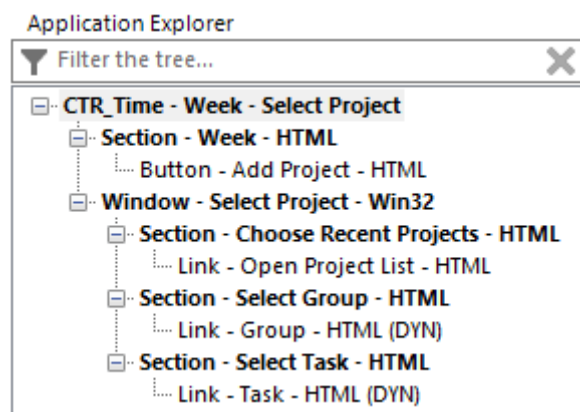 Application Explorer
Filter the tree...
CTR_Time - Week - Select Project
Section - Week - HTML
Button - Add Project - HTML
Window - Select Project - Win32
Section - Choose Recent Projects - HTML
Link - Open Project List - HTML
Section - Select Group - HTML
Link - Group - HTML (DYN)
Section - Select Task - HTML
Link - Task - HTML (DYN)